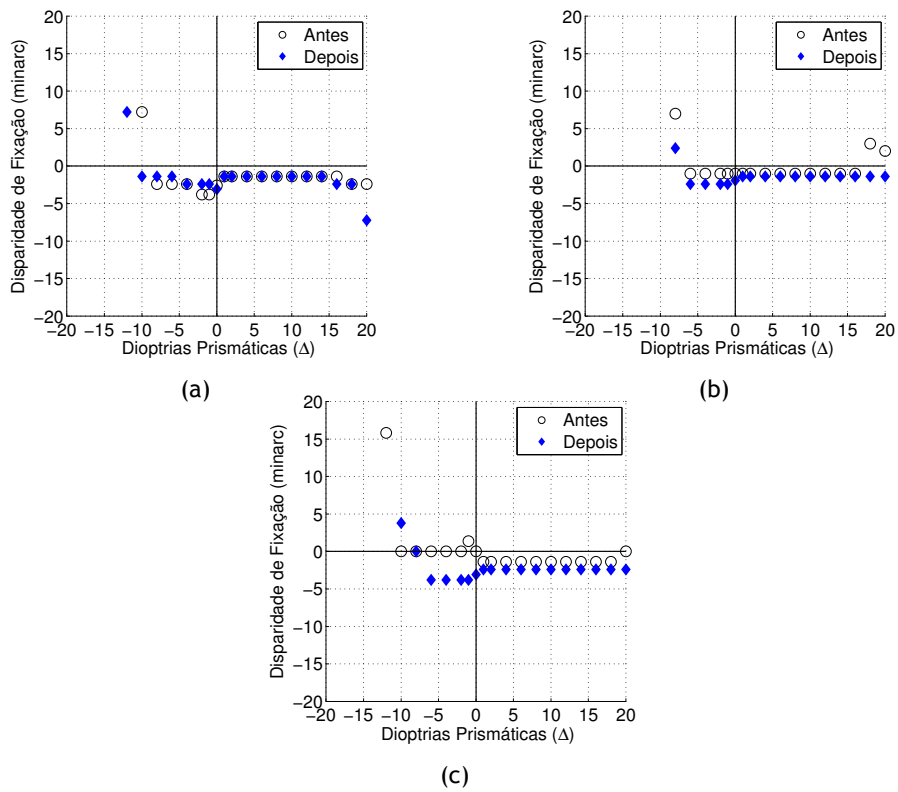 20
15
10
5
0
−5
−10
−15
−20
−20 −15 −10 −5 0 5 10 15 20
Disparidade de Fixação (minarc)
Dioptrias Prismáticas (Δ)
Antes
Depois
(a)
20
15
10
5
0
−5
−10
−15
−20
−20 −15 −10 −5 0 5 10 15 20
Disparidade de Fixação (minarc)
Dioptrias Prismáticas (Δ)
Antes
Depois
(b)
20
15
10
5
0
−5
−10
−15
−20
−20 −15 −10 −5 0 5 10 15 20
Disparidade de Fixação (minarc)
Dioptrias Prismáticas (Δ)
Antes
Depois
(c)